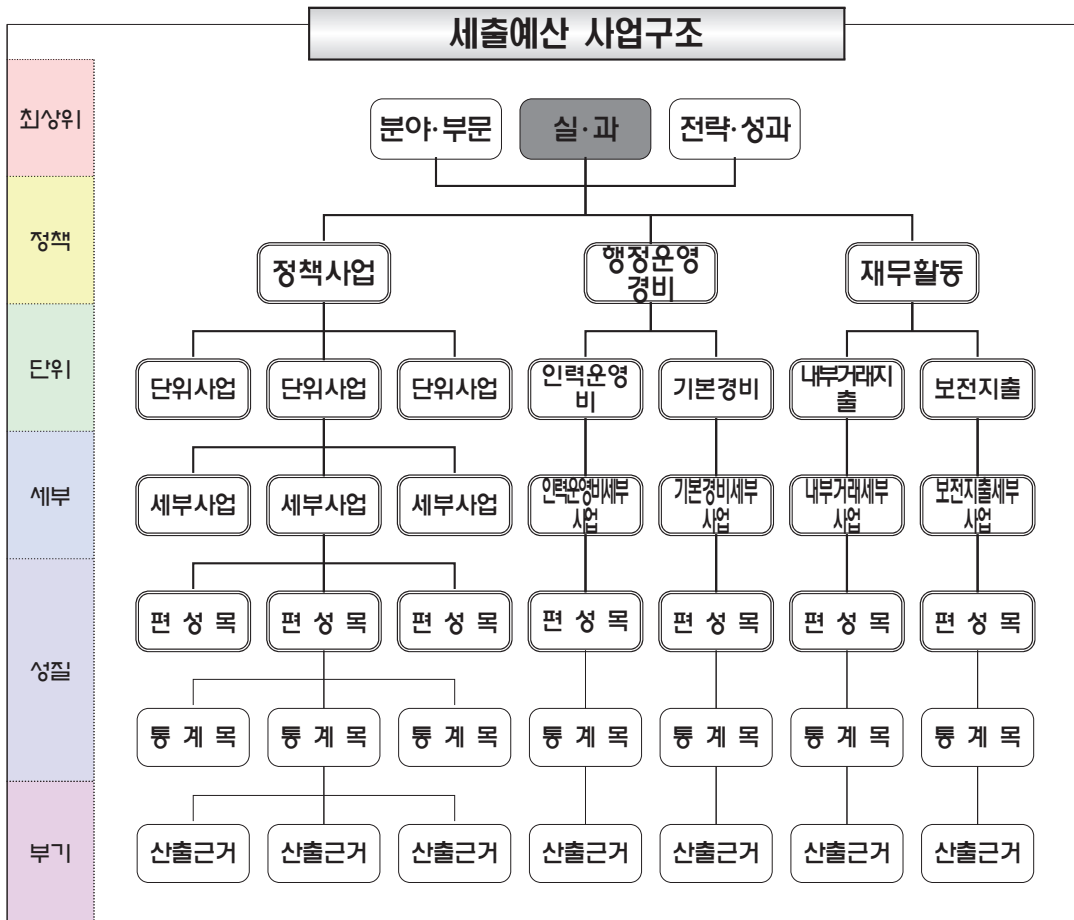 세출예산 사업구조
최상위
분야·부문
실·과
전략·성과
정책
정책사업
행정운영
경비
재무활동
단위
단위사업
단위사업
단위사업
인력운영
비
기본경비
내부거래지
출
보전지출
세부
세부사업
세부사업
세부사업
인력운영비세부
사업
기본경비세부
사업
내부거래세부
사업
보전지출세부
사업
성질
편 성 목
편 성 목
편 성 목
편 성 목
편 성 목
편 성 목
편 성 목
통 계 목
통 계 목
통 계 목
통 계 목
통 계 목
통 계 목
통 계 목
부기
산출근거
산출근거
산출근거
산출근거
산출근거
산출근거
산출근거